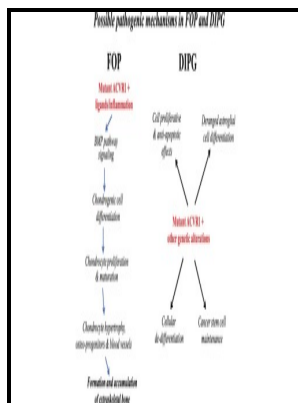 Possible pathogenic mechanisms in FOP and DIPG
FOP
Mutant ACVR1 +
ligands/inflammation
BMP pathway
signaling
Chondrogenic cell
differentiation
Chondrocyte proliferation
& maturation
Chondrocyte hypertrophy,
osteo-progenitors & blood vessels
Formation and accumulation
of extraskeletal bone
DIPG
Cell proliferative
& anti-apoptotic
effects
Deranged astroglial
cell differentiation
Mutant ACVR1 +
other genetic alterations
Cellular
de-differentiation
Cancer stem cell
maintenance